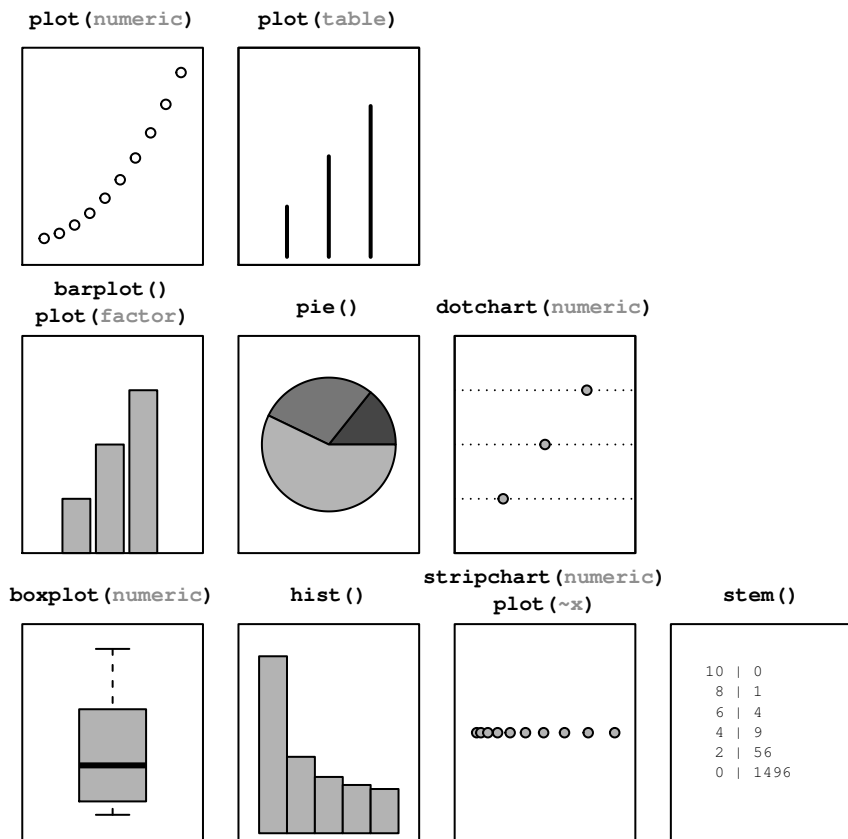 plot(numeric)
plot(table)
barplot()
plot(factor)
pie()
dotchart(numeric)
boxplot(numeric)
hist()
stripchart(numeric)
plot(~x)
stem()
10 | 0
8 | 1
6 | 4
4 | 9
2 | 56
0 | 1496